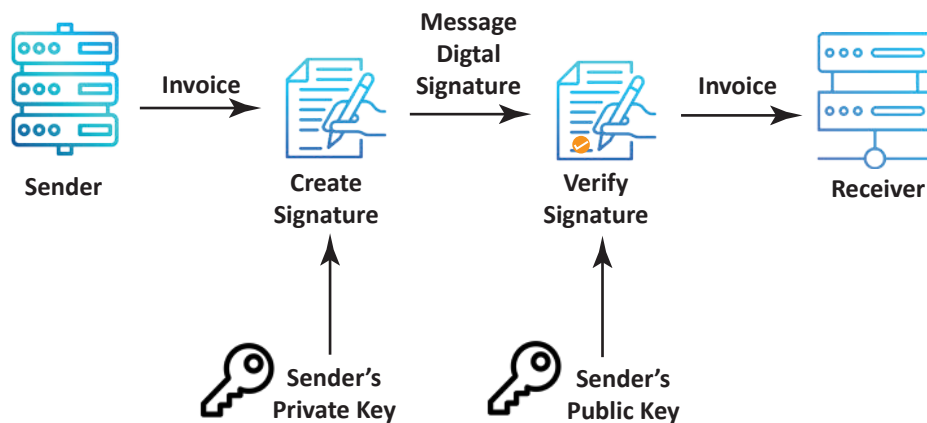 Message
Digtal
Signature
Invoice
Invoice
Sender
Create
Signature
Verify
Signature
Receiver
Sender’s
Private Key
Sender’s
Public Key